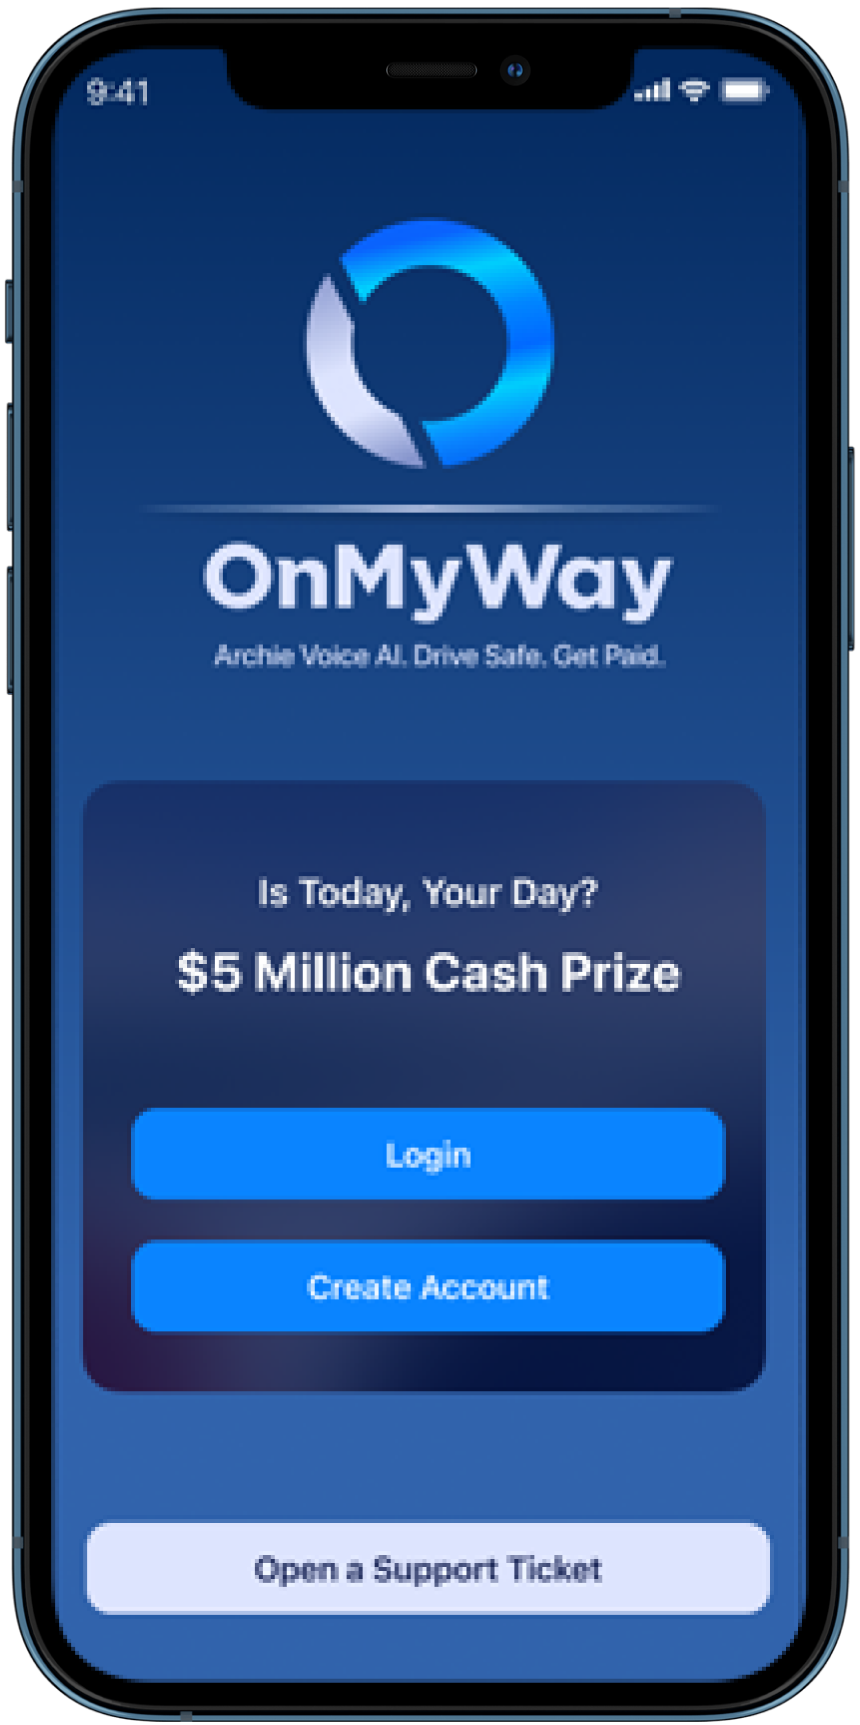 9:41
OnMyWay
Archie Voice AI. Drive Safe. Get Paid.
Is Today, Your Day?
$5 Million Cash Prize
Login
Create Account
Open a Support Ticket